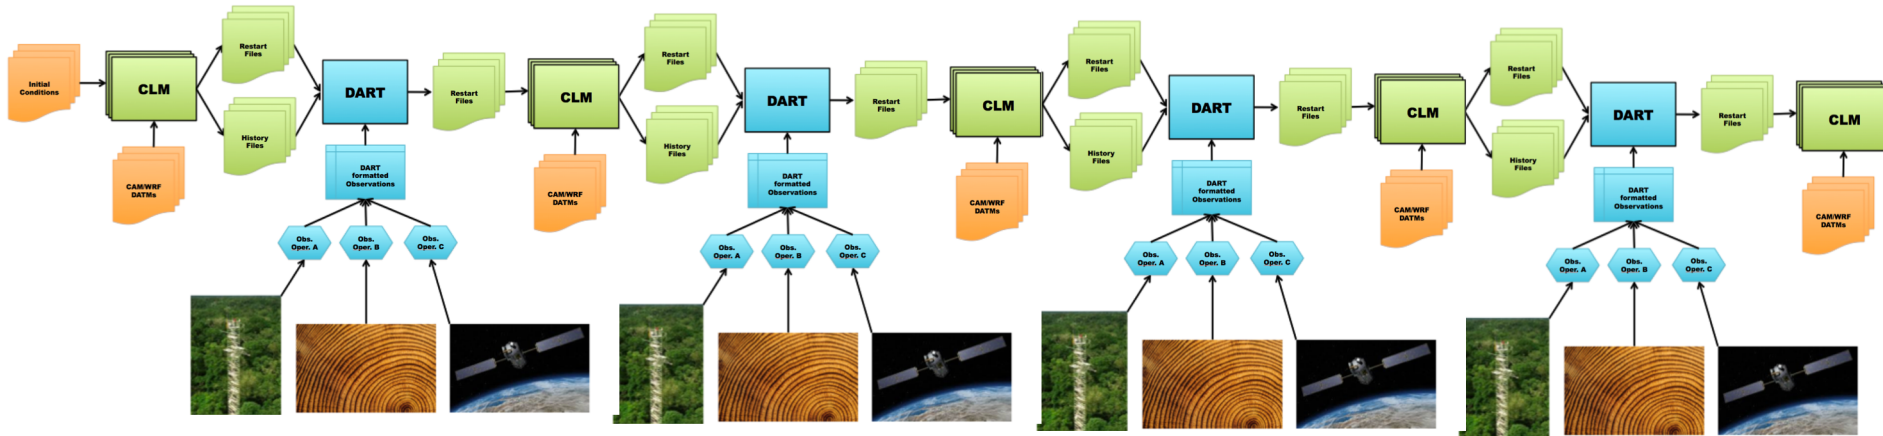 Initial
Conditions
CLM
CAM/WRF
DATMs
Restart
Files
History
Files
DART
DART
formatted
Observations
Obs.
Oper. A
Obs.
Oper. B
Obs.
Oper. C
Restart
Files
CLM
CAM/WRF
DATMs
Restart
Files
History
Files
DART
DART
formatted
Observations
Obs.
Oper. A
Obs.
Oper. B
Obs.
Oper. C
Restart
Files
CLM
CAM/WRF
DATMs
Restart
Files
History
Files
DART
DART
formatted
Observations
Obs.
Oper. A
Obs.
Oper. B
Obs.
Oper. C
Restart
Files
CLM
CAM/WRF
DATMs
Restart
Files
History
Files
DART
DART
formatted
Observations
Obs.
Oper. A
Obs.
Oper. B
Obs.
Oper. C
Restart
Files
CLM
CAM/WRF
DATMs